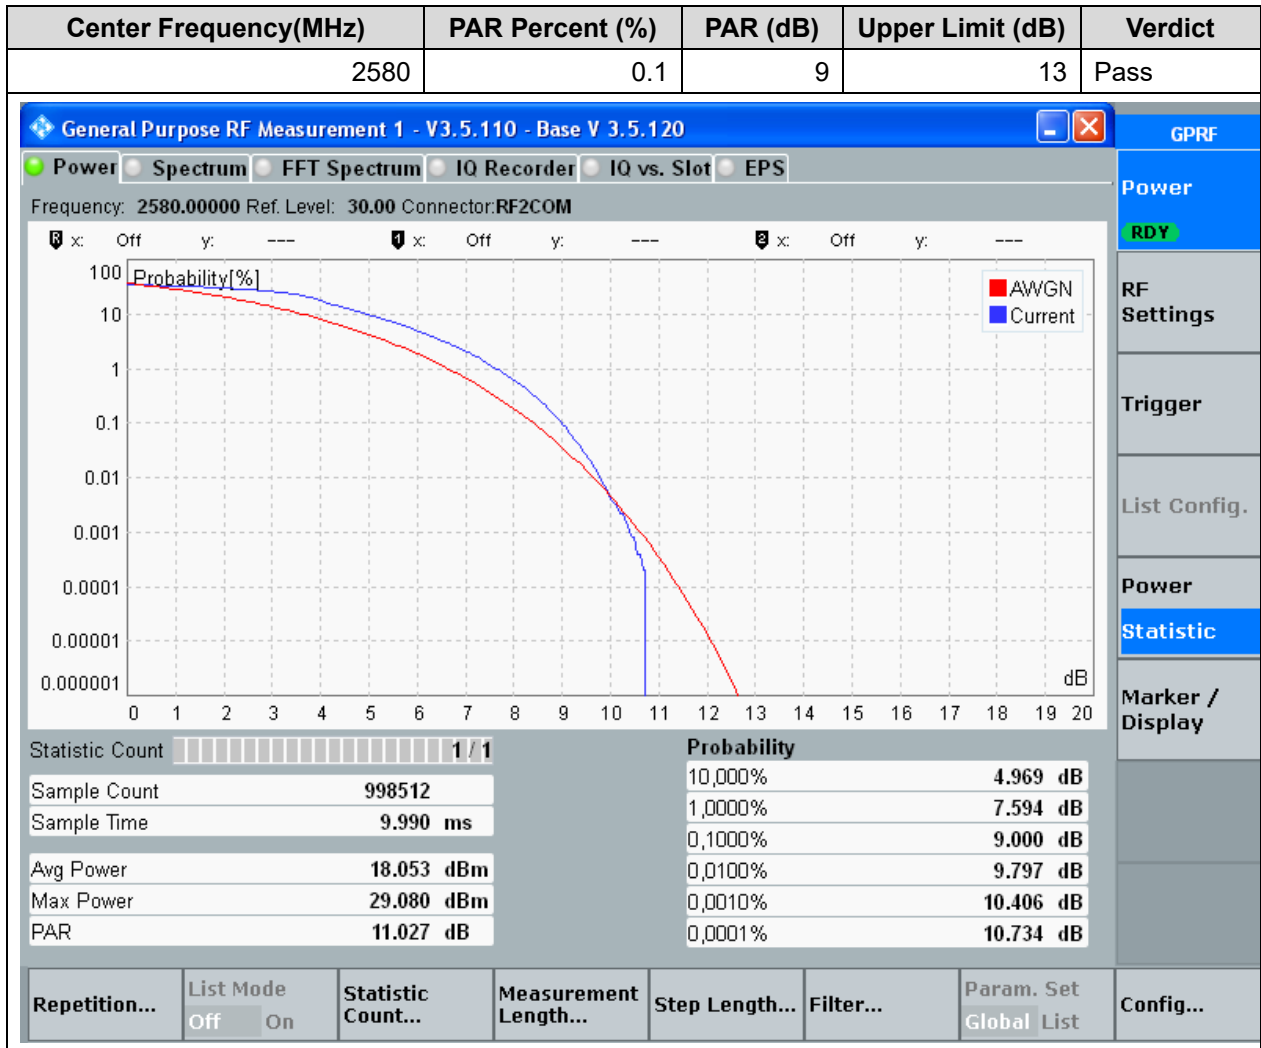 Center Frequency(MHz) PAR Percent (%) PAR (dB) Upper Limit (dB) Verdict
2580 0.1 9 13 Pass
General Purpose RF Measurement 1 - V3.5.110 - Base V 3.5.120
GPRF
Power Spectrum FFT Spectrum IQ Recorder IQ vs. Slot EPS
Power
RDY
Frequency: 2580.00000 Ref. Level: 30.00 Connector:RF2COM
R x: Off y: --- 1 x: Off y: --- 2 x: Off y: ---
100 Probability[%]
AWGN
Current
10
1
0.1
0.01
0.001
0.0001
0.00001
0.000001
dB
0 1 2 3 4 5 6 7 8 9 10 11 12 13 14 15 16 17 18 19 20
RF
Settings
Trigger
List Config.
Power
Statistic
Marker /
Display
Statistic Count 1 / 1
Sample Count 998512
Sample Time 9.990 ms
Avg Power 18.053 dBm
Max Power 29.080 dBm
PAR 11.027 dB
Probability
10,000% 4.969 dB
1,0000% 7.594 dB
0,1000% 9.000 dB
0,0100% 9.797 dB
0,0010% 10.406 dB
0,0001% 10.734 dB
Repetition...
List Mode
Off On
Statistic
Count...
Measurement
Length...
Step Length...
Filter...
Param. Set
Global List
Config...